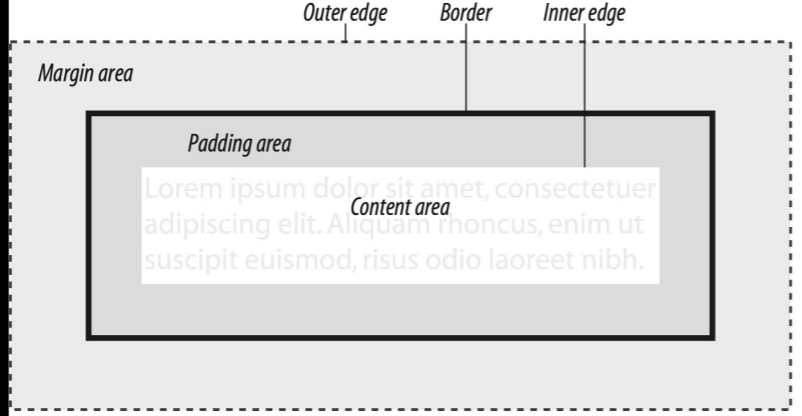 Outer edge Border Inner edge
Margin area
Padding area
Lorem ipsum dolor sit amet, consectetuer
Content area
adipiscing elit. Aliquam rhoncus, enim ut
suscipit euismod, risus odio laoreet nibh.